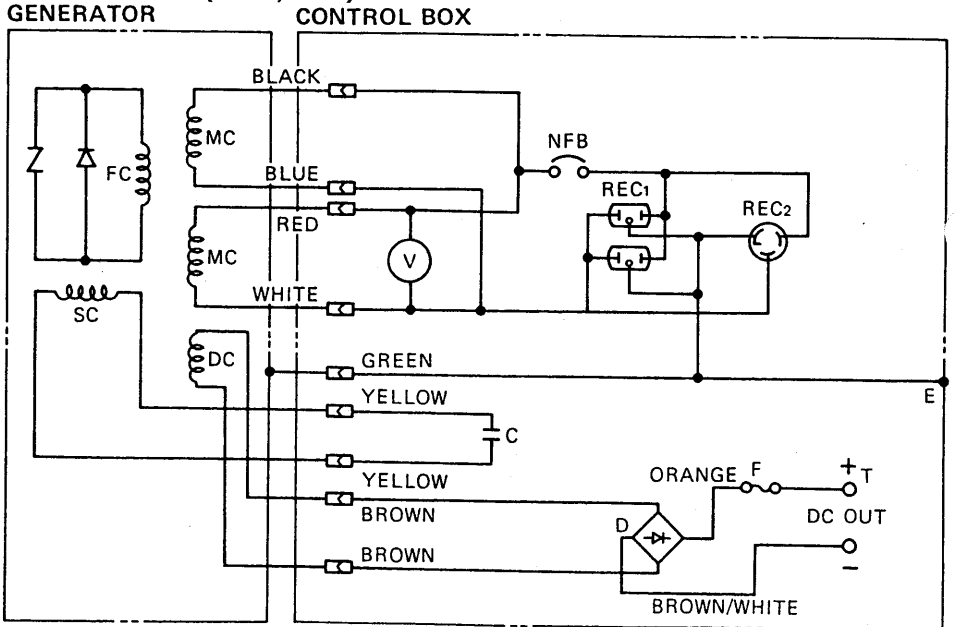 GENERATOR
CONTROL BOX
BLACK
MC
NFB
FC
BLUE
REC1
REC2
RED
MC
V
WHITE
SC
DC
GREEN
YELLOW
E
C
YELLOW
ORANGE F + T
BROWN
D
DC OUT
BROWN
−
BROWN/WHITE